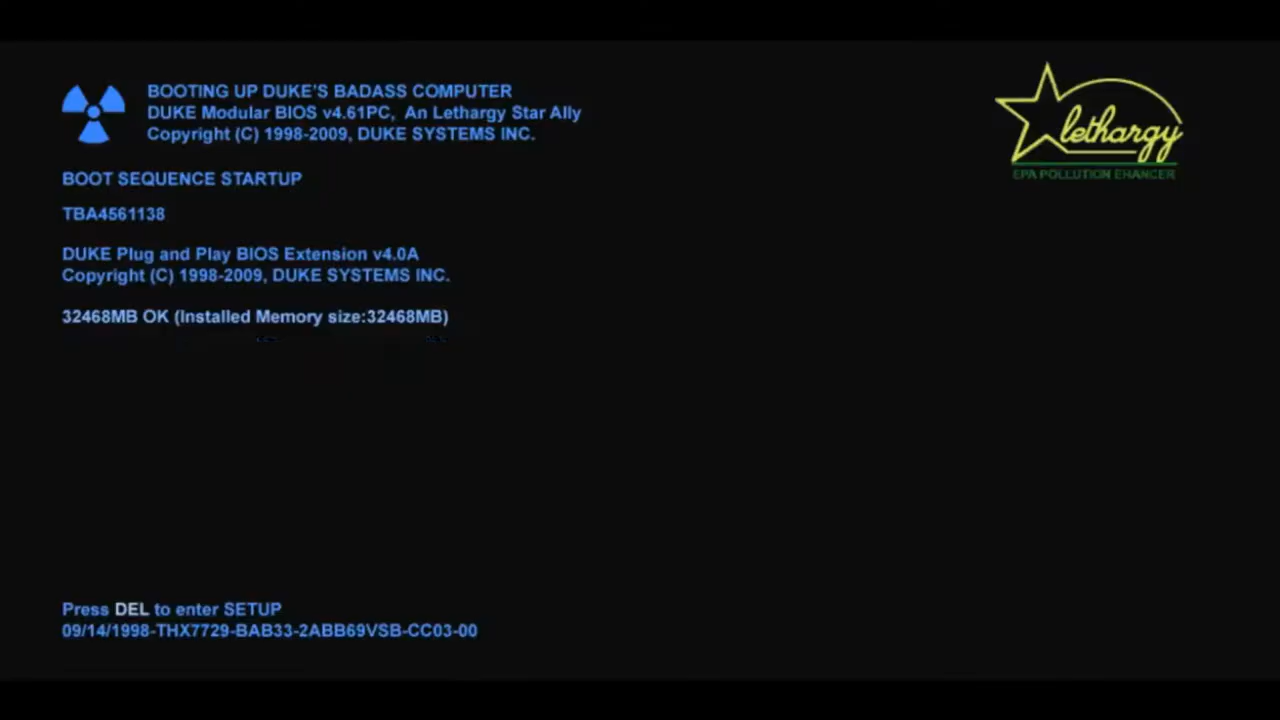 BOOTING UP DUKE'S BADASS COMPUTER
DUKE Modular BIOS v4.61PC, An Lethargy Star Ally
Copyright (C) 1998-2009, DUKE SYSTEMS INC.
lethargy
EPA POLLUTION EHANCER
BOOT SEQUENCE STARTUP
TBA4561138
DUKE Plug and Play BIOS Extension v4.0A
Copyright (C) 1998-2009, DUKE SYSTEMS INC.
32468MB OK (Installed Memory size:32468MB)
Press DEL to enter SETUP
09/14/1998-THX7729-BAB33-2ABB69VSB-CC03-00